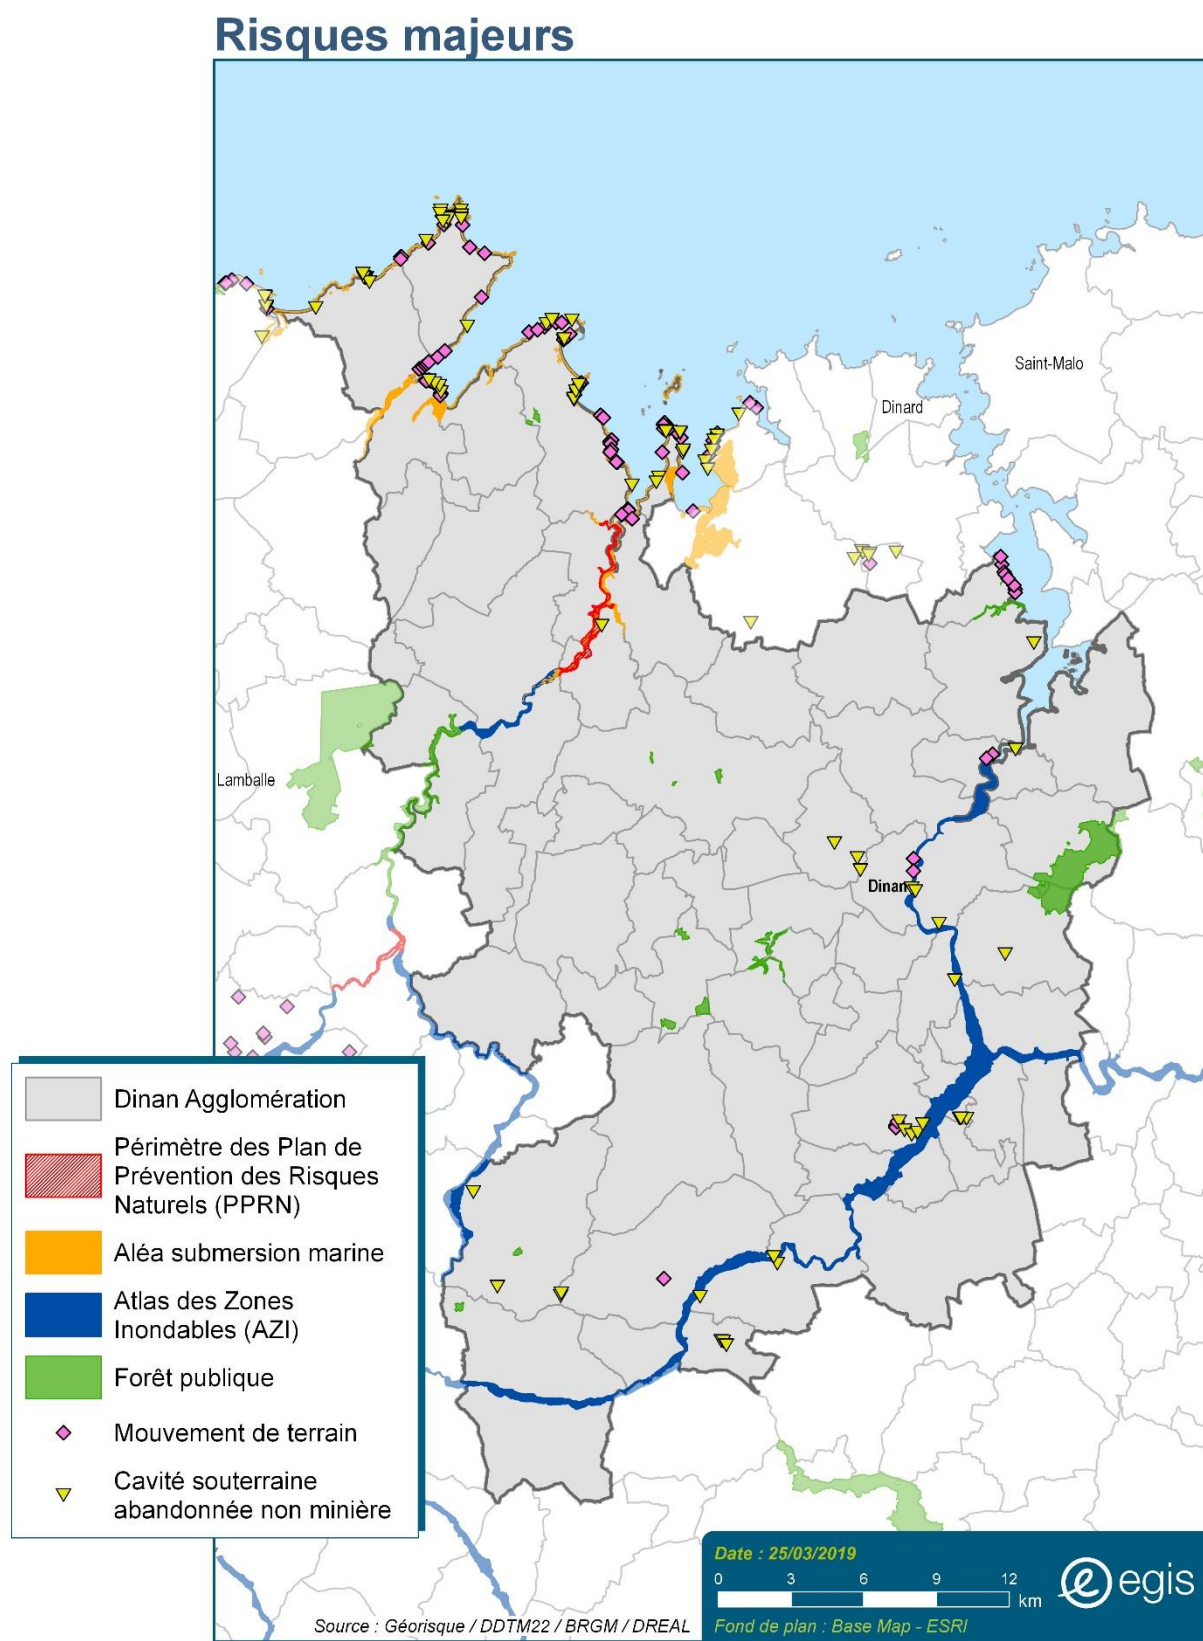 Risques majeurs
Saint-Malo
Dinard
Lamballe
Dinan
Dinan Agglomération
Périmètre des Plan de
Prévention des Risques
Naturels (PPRN)
Aléa submersion marine
Atlas des Zones
Inondables (AZI)
Forêt publique
Mouvement de terrain
Cavité souterraine
abandonnée non minière
Source : Géorisque / DDTM22 / BRGM / DREAL
Date : 25/03/2019
0 3 6 9 12
km
Fond de plan : Base Map - ESRI
e egis